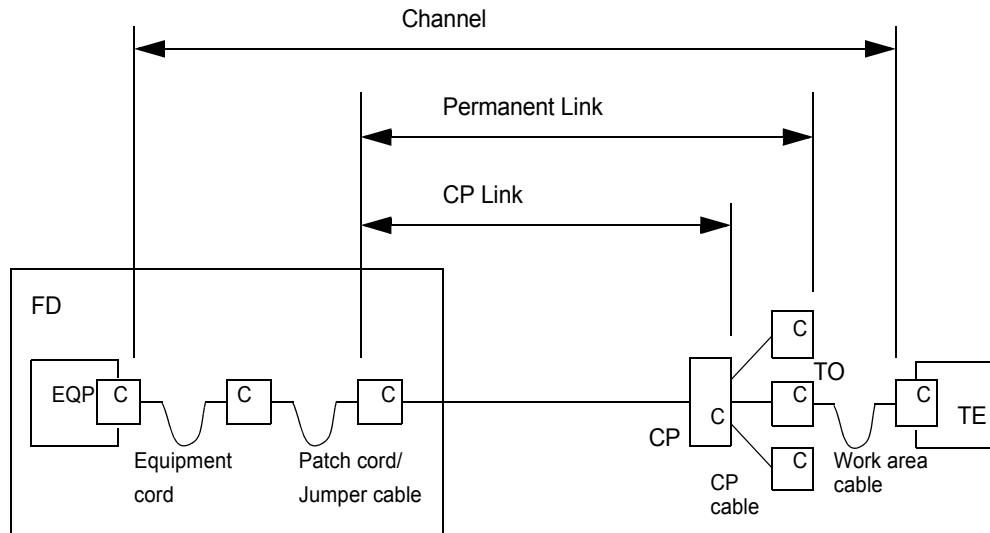 Channel
Permanent Link
CP Link
FD
C
TO
EQP
C
C
C
C
C
C
TE
CP
C
Equipment
cord
Patch cord/
Jumper cable
CP
cable
Work area
cable